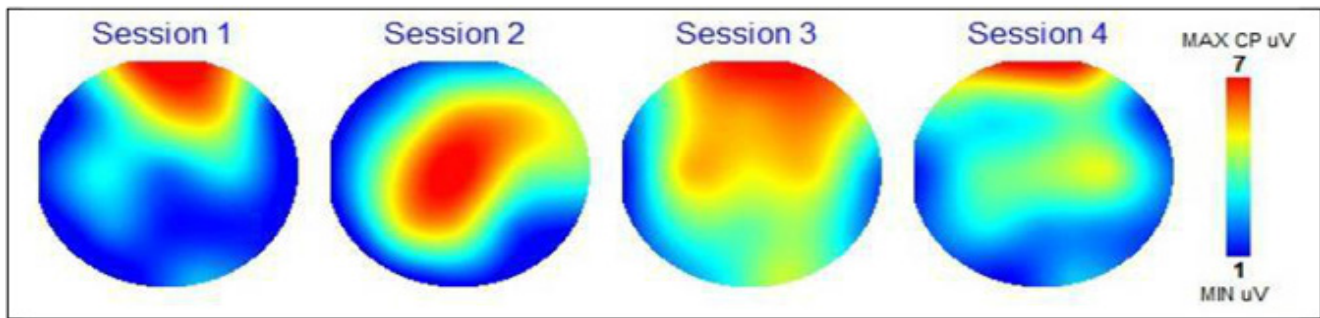 Session 1
Session 2
Session 3
Session 4
MAX CP uV
7
1
MIN uV